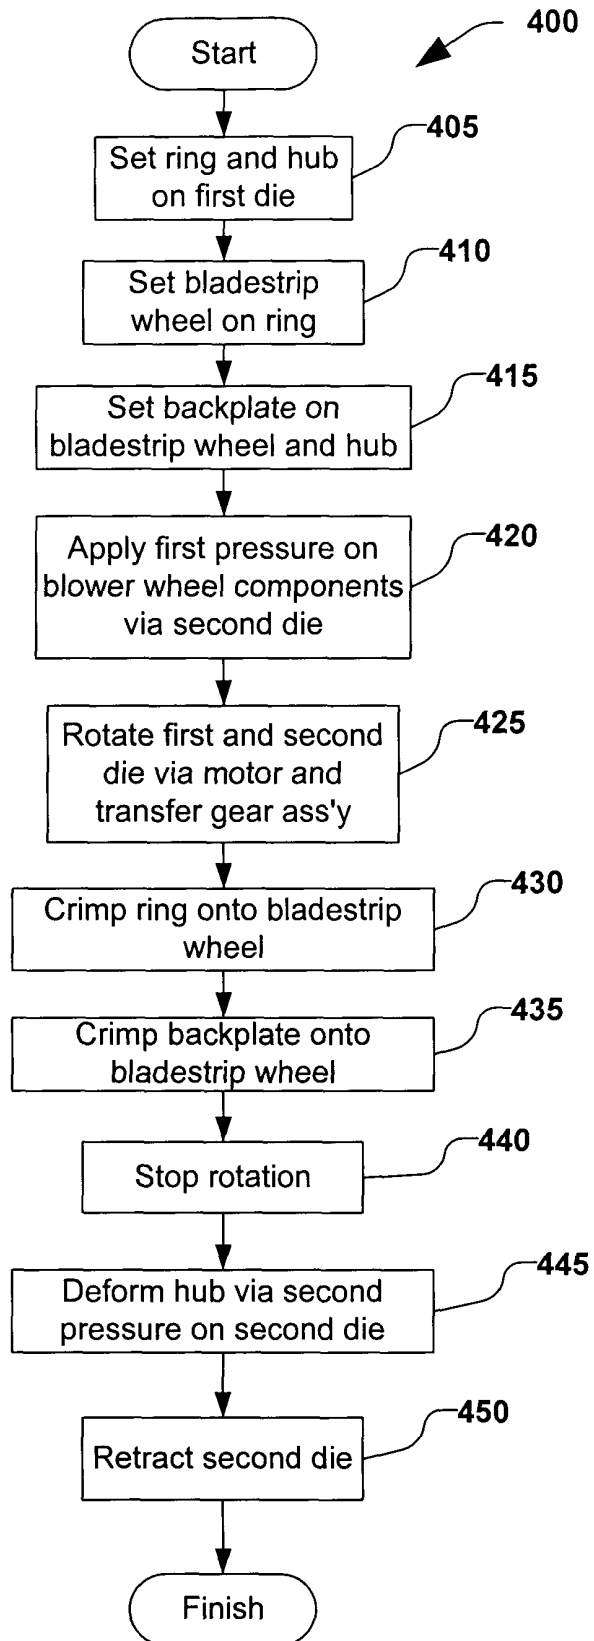 400
Start
405
Set ring and hub
on first die
410
Set bladestrip
wheel on ring
415
Set backplate on
bladestrip wheel and hub
420
Apply first pressure on
blower wheel components
via second die
425
Rotate first and second
die via motor and
transfer gear ass'y
430
Crimp ring onto bladestrip
wheel
435
Crimp backplate onto
bladestrip wheel
440
Stop rotation
445
Deform hub via second
pressure on second die
450
Retract second die
Finish